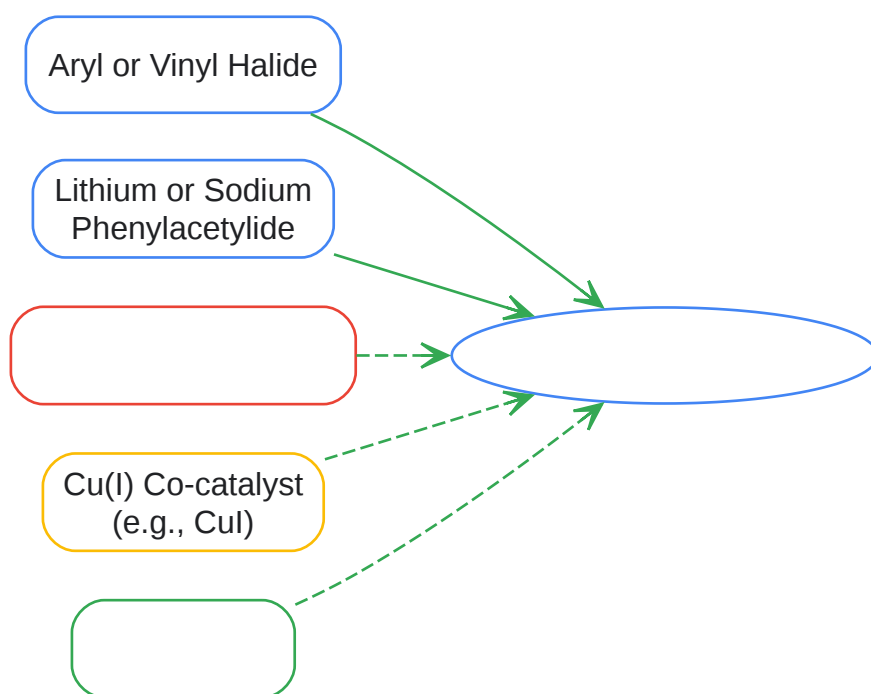 Aryl or Vinyl Halide
Lithium or Sodium
Phenylacetylide
Cu(I) Co-catalyst
(e.g., CuI)